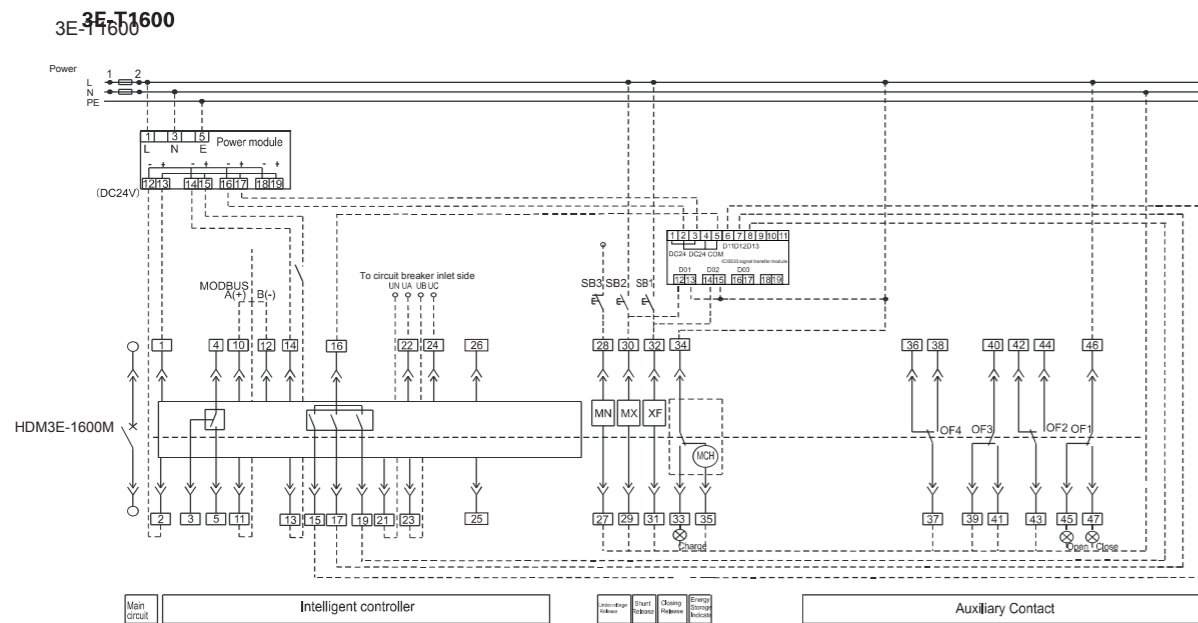 3E-T1600
3E-T1600
Power
1 2
L
N
PE
1 3 5
Power module
L N E
- + - + - + - +
12 13 14 15 16 17 18 19
(DC24V)
1 2 3 4 5 6 7 8 9 10 11
D11D12D13
DC24 DC24 COM
D01 D02 D03
12 13 14 15 16 17 18 19
To circuit breaker inlet side
UN UA UB UC
MODBUS
A(+) B(-)
SB3 SB2 SB1
1 4 10 12 14 16 22 24 26 28 30 32 34 36 38 40 42 44 46
MN MX XF
HDM3E-1600M
OF4 OF3 OF2 OF1
MCH
2 3 5 11 13 15 17 19 21 23 25 27 29 31 33 35 37 39 41 43 45 47
Charge
Open Close
Main
circuit
Intelligent controller
Undervoltage
Release
Shunt
Release
Closing
Release
Energy
Storage
Indicate
Auxiliary Contact